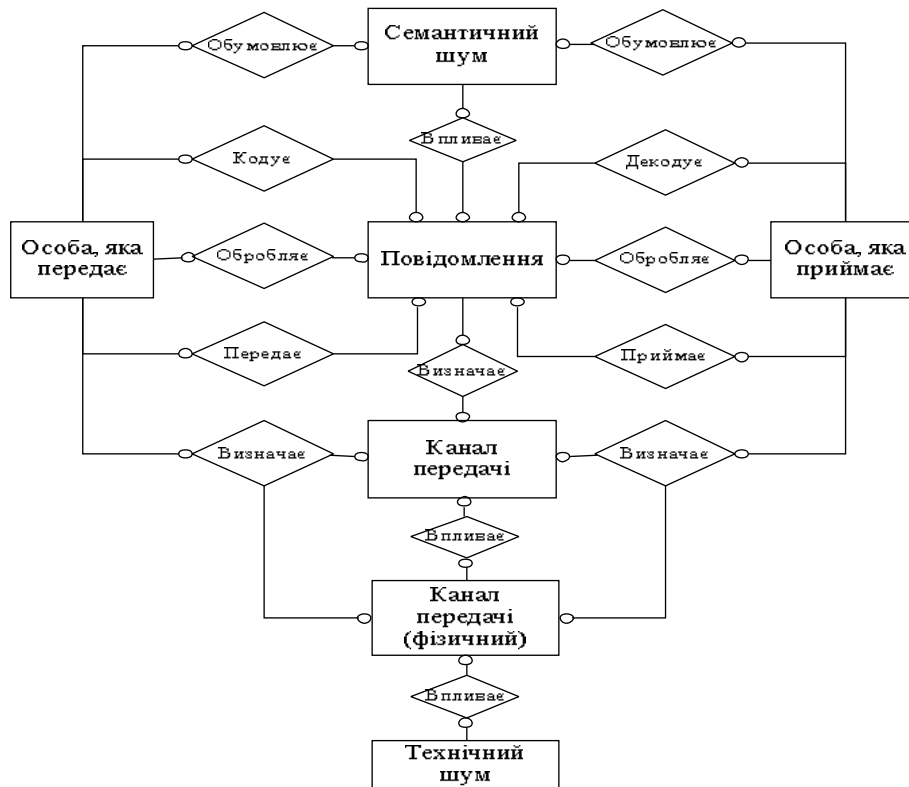 Обумовлює
Семантичний
шум
Обумовлює
Впливає
Кодує
Декодує
Особа, яка
передає
Обробляє
Повідомлення
Обробляє
Особа, яка
приймає
Передає
Визначає
Приймає
Визначає
Канал
передачі
Визначає
Впливає
Канал
передачі
(фізичний)
Впливає
Технічний
шум